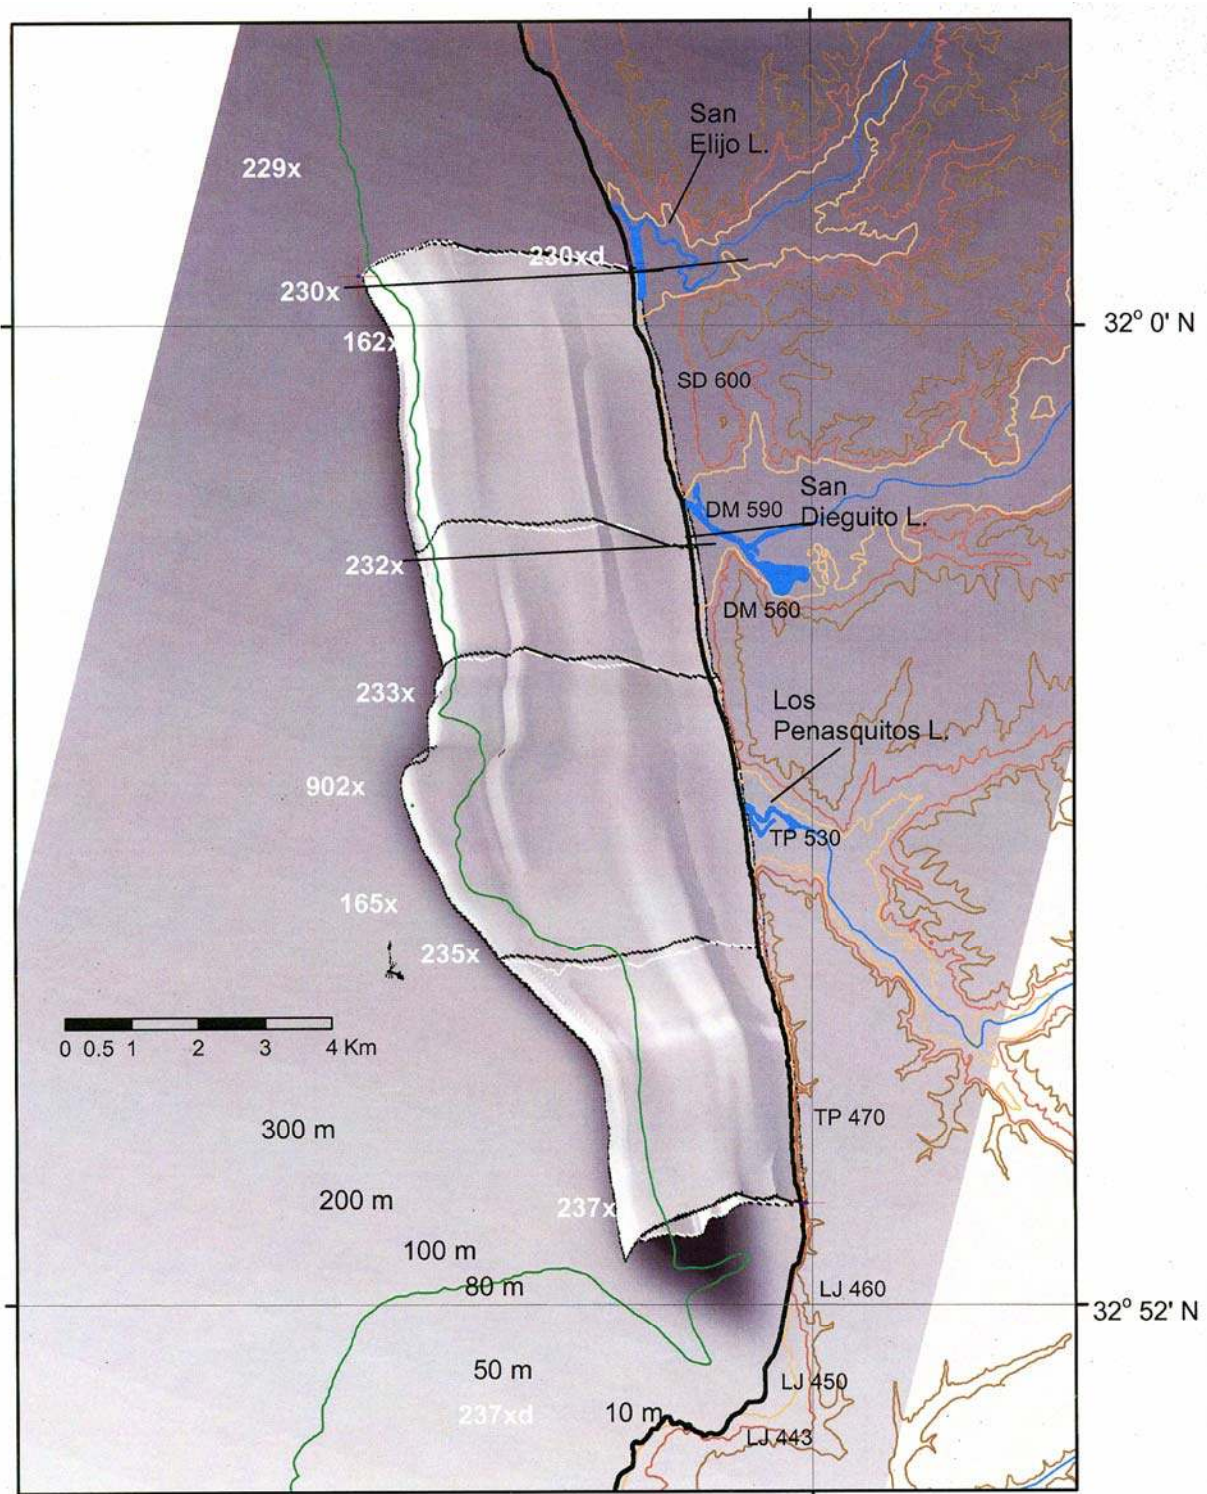 San
Elijo L.
229x
230xd
230x
32° 0' N
162x
SD 600
San
DM 590
Dieguito L.
232x
DM 560
233x
Los
Penasquitos L.
902x
TP 530
165x
235x
0 0.5 1 2 3 4 Km
TP 470
300 m
200 m
237x
100 m
80 m
LJ 460
32° 52' N
50 m
LJ 450
237xd
10 m
LJ 443